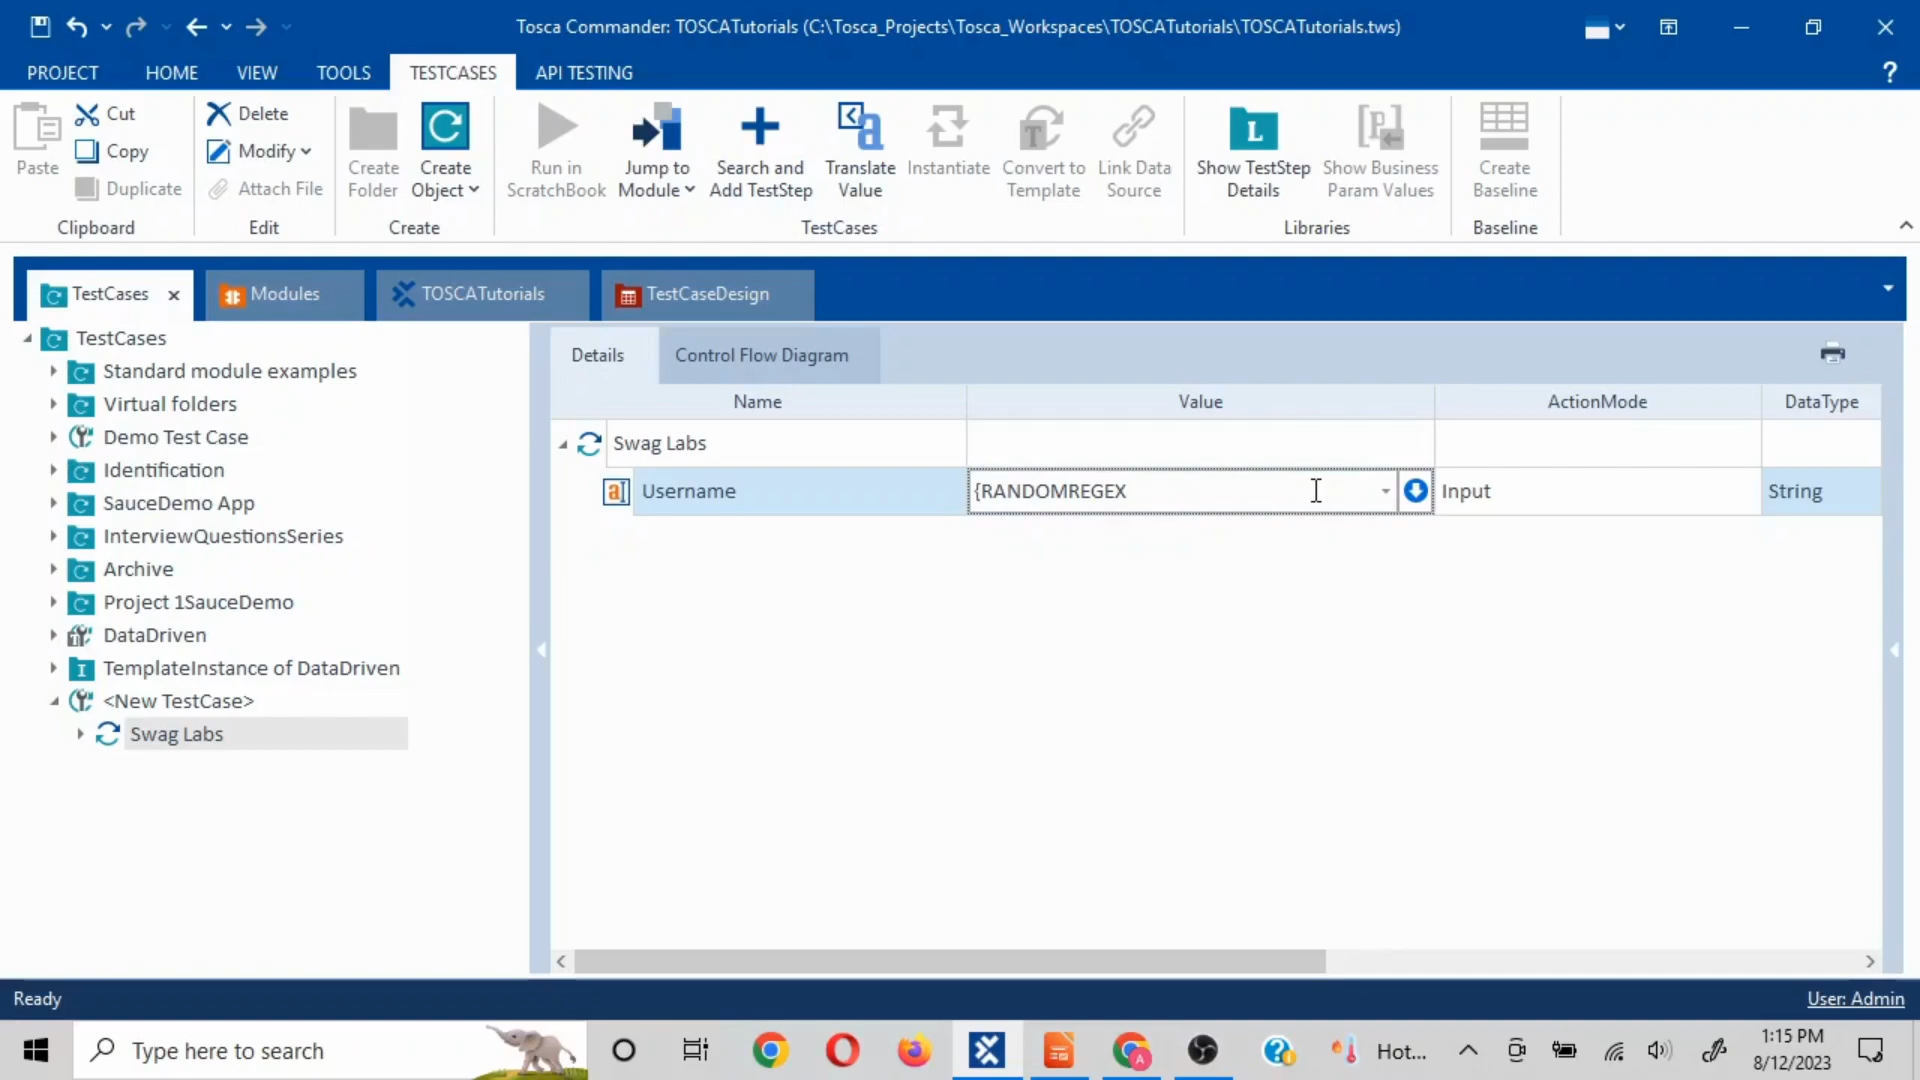 Tosca Commander: TOSCATutorials (C:\Tosca_Projects\Tosca_Workspaces\TOSCATutorials\TOSCATutorials.tws)
PROJECT HOME VIEW TOOLS TESTCASES API TESTING ?
Paste Cut Copy Duplicate Clipboard
Delete Modify Attach File Edit
Create Folder Create Object Create
Run in ScratchBook Jump to Module Search and Add TestStep Translate Value Instantiate Convert to Template Link Data Source TestCases
Show TestStep Details Show Business Param Values Libraries
Create Baseline Baseline
TestCases x Modules TOSCATutorials TestCaseDesign
TestCases
Standard module examples
Virtual folders
Demo Test Case
Identification
SauceDemo App
InterviewQuestionsSeries
Archive
Project 1SauceDemo
DataDriven
TemplateInstance of DataDriven
<New TestCase>
Swag Labs
Details Control Flow Diagram
Name Value ActionMode DataType
Swag Labs
Username {RANDOMREGEX Input String
Ready User: Admin
Type here to search Hot... 1:15 PM
8/12/2023